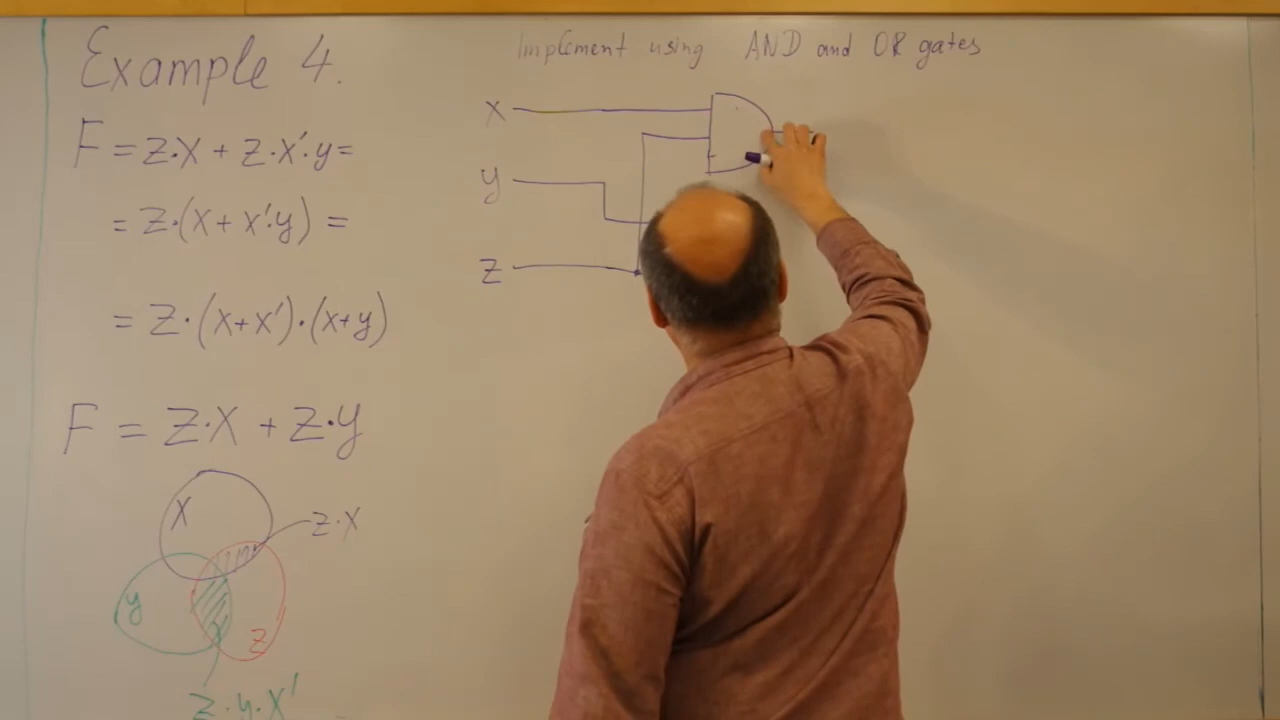 Example 4.
F = Z·X + Z·X'·y =
= Z·(X + X'·y) =
= Z·(X+X')·(X+y)
F = Z·X + Z·Y
X
Z·X
y
Z
Z·y·X'
Implement using AND and OR gates
X
y
Z